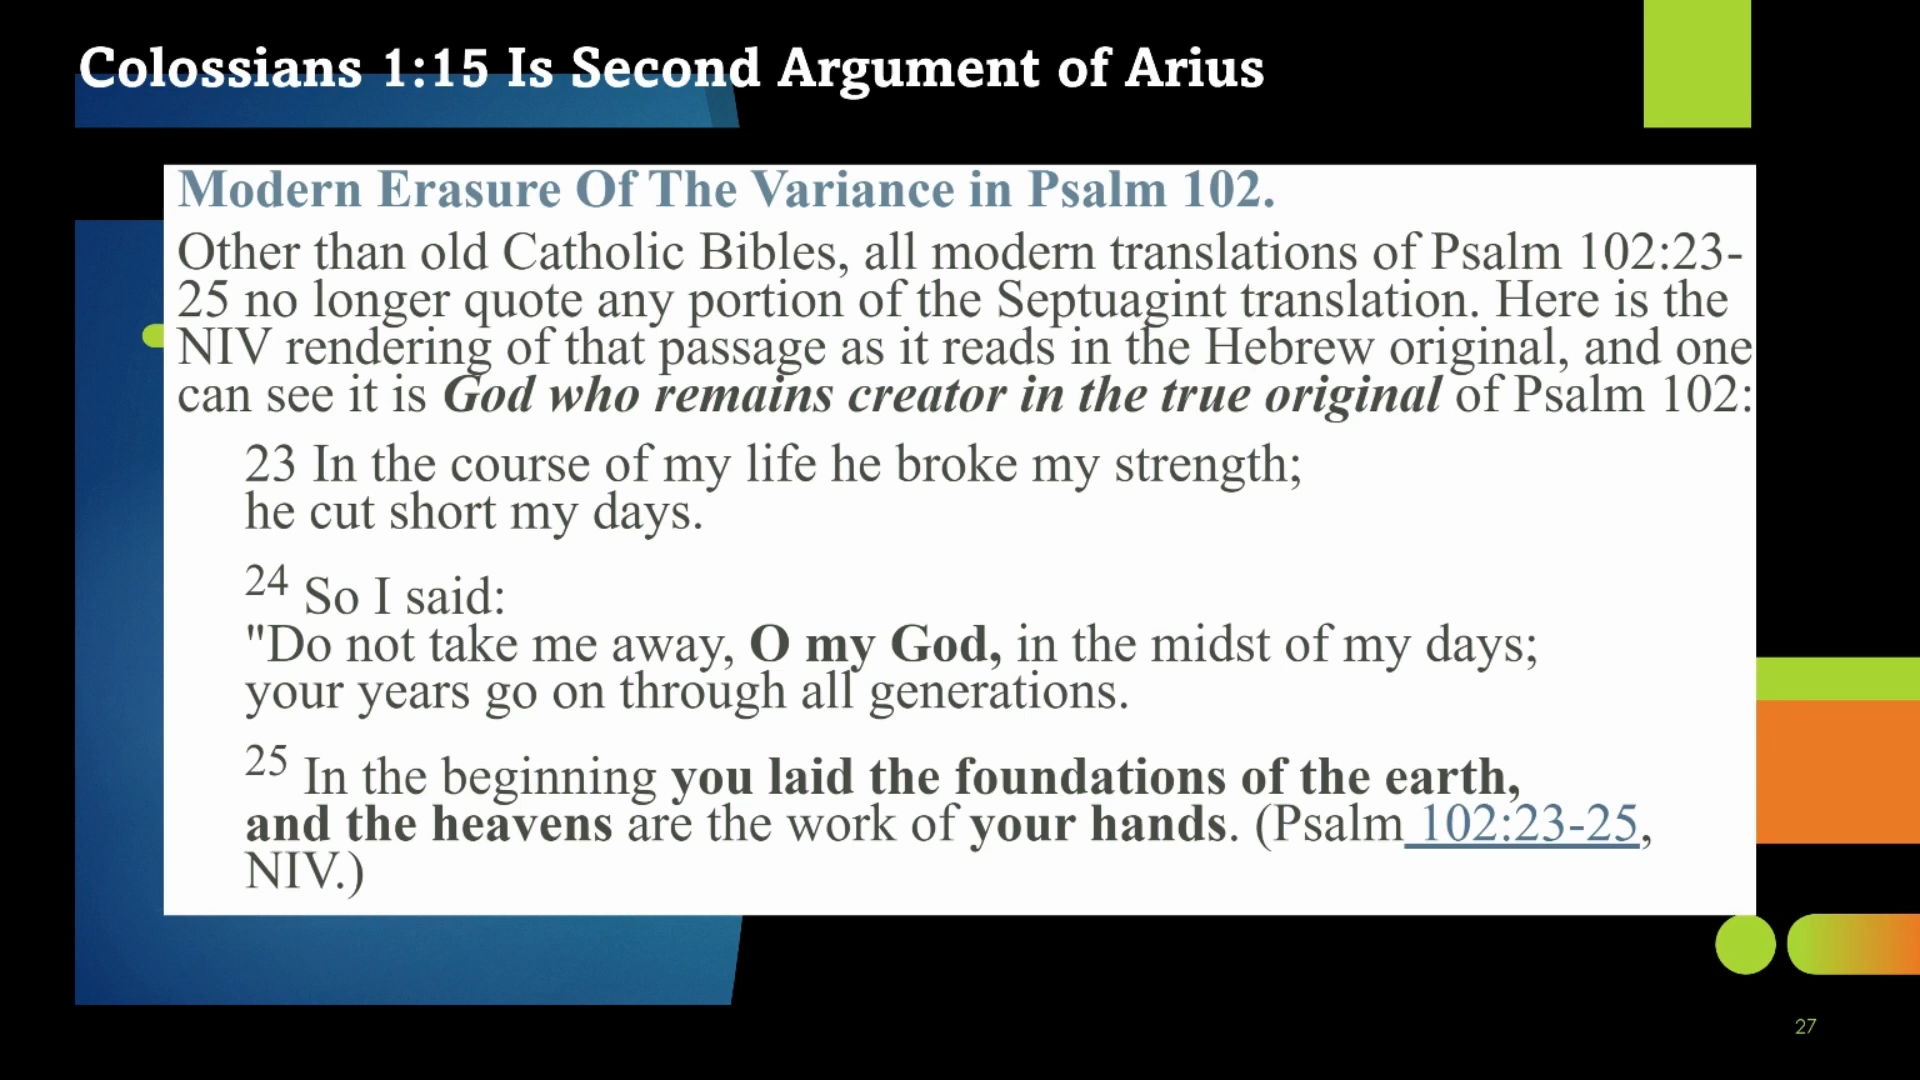 Colossians 1:15 Is Second Argument of Arius
Modern Erasure Of The Variance in Psalm 102.
Other than old Catholic Bibles, all modern translations of Psalm 102:23-
25 no longer quote any portion of the Septuagint translation. Here is the
NIV rendering of that passage as it reads in the Hebrew original, and one
can see it is God who remains creator in the true original of Psalm 102:
23 In the course of my life he broke my strength;
he cut short my days.
24 So I said:
"Do not take me away, O my God, in the midst of my days;
your years go on through all generations.
25 In the beginning you laid the foundations of the earth,
and the heavens are the work of your hands. (Psalm 102:23-25,
NIV.)
27